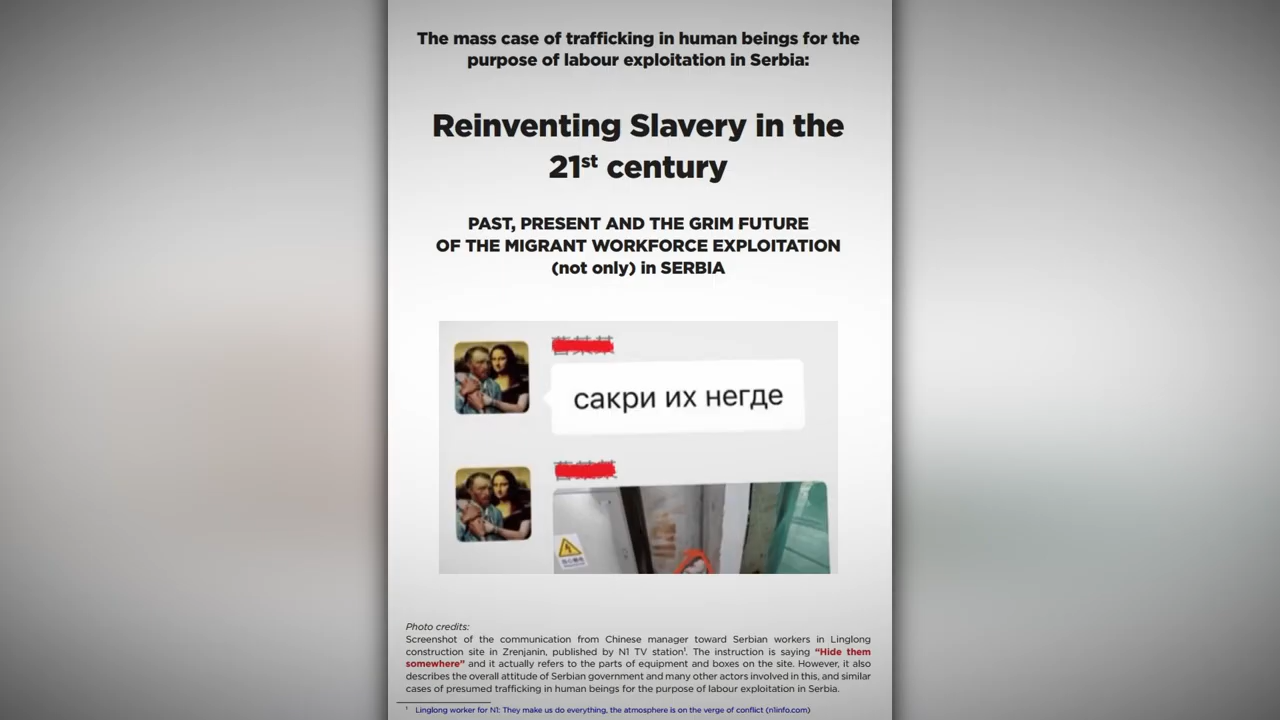 The mass case of trafficking in human beings for the
purpose of labour exploitation in Serbia:
Reinventing Slavery in the
21st century
PAST, PRESENT AND THE GRIM FUTURE
OF THE MIGRANT WORKFORCE EXPLOITATION
(not only) in SERBIA
сакри их негде
Photo credits:
Screenshot of the communication from Chinese manager toward Serbian workers in Linglong
construction site in Zrenjanin, published by N1 TV station¹. The instruction is saying “Hide them
somewhere” and it actually refers to the parts of equipment and boxes on the site. However, it also
describes the overall attitude of Serbian government and many other actors involved in this, and similar
cases of presumed trafficking in human beings for the purpose of labour exploitation in Serbia.
¹ Linglong worker for N1: They make us do everything, the atmosphere is on the verge of conflict (n1info.com)